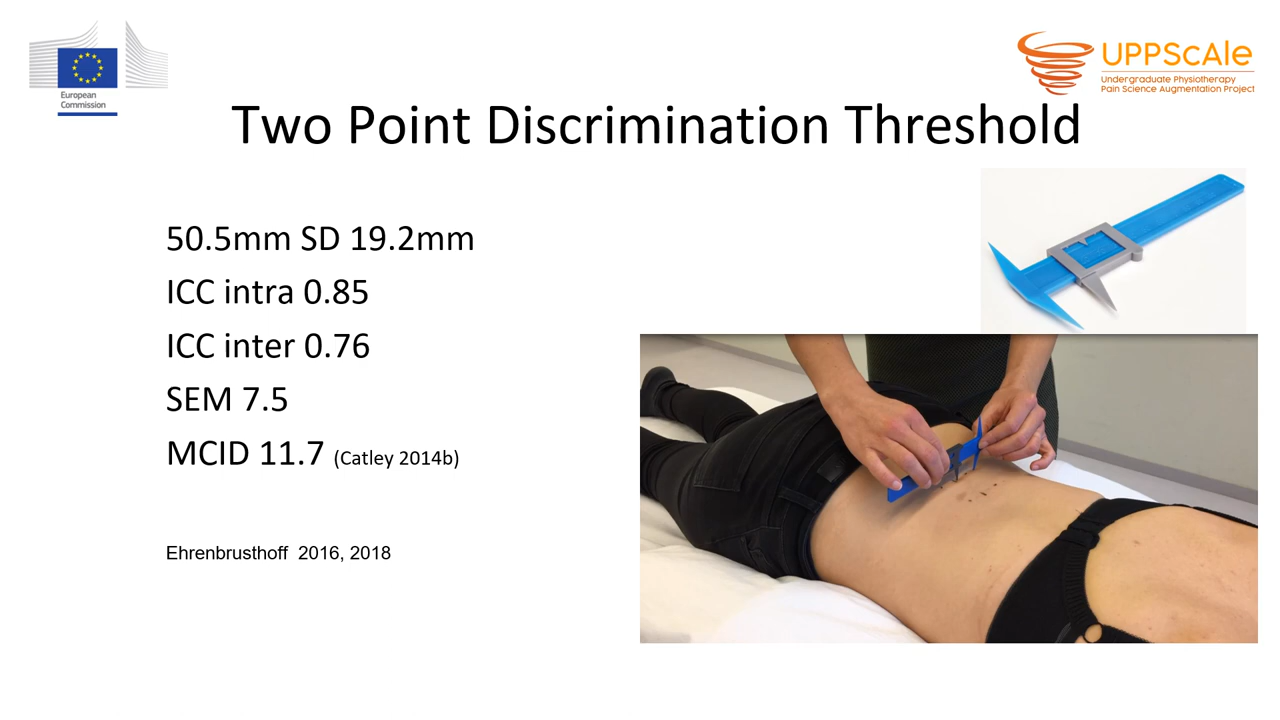 European
Commission
UPPScale
Undergraduate Physiotherapy
Pain Science Augmentation Project
Two Point Discrimination Threshold
50.5mm SD 19.2mm
ICC intra 0.85
ICC inter 0.76
SEM 7.5
MCID 11.7 (Catley 2014b)
Ehrenbrusthoff  2016, 2018